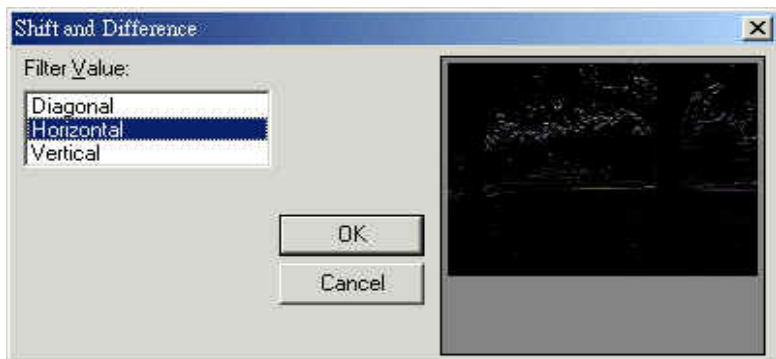 Shift and Difference
Filter Value:
Diagonal
Horizontal
Vertical
OK
Cancel